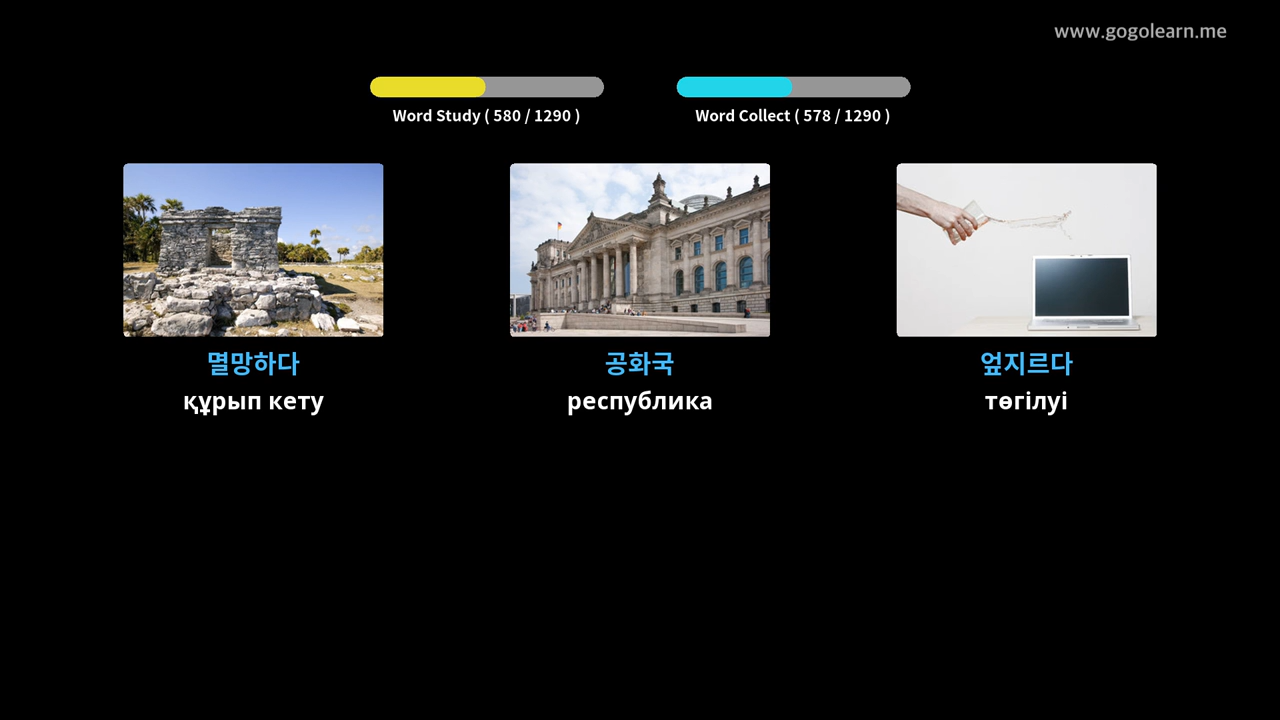 www.gogolearn.me
Word Study ( 580 / 1290 )
Word Collect ( 578 / 1290 )
멸망하다
공화국
엎지르다
құрып кету
республика
төгілуі